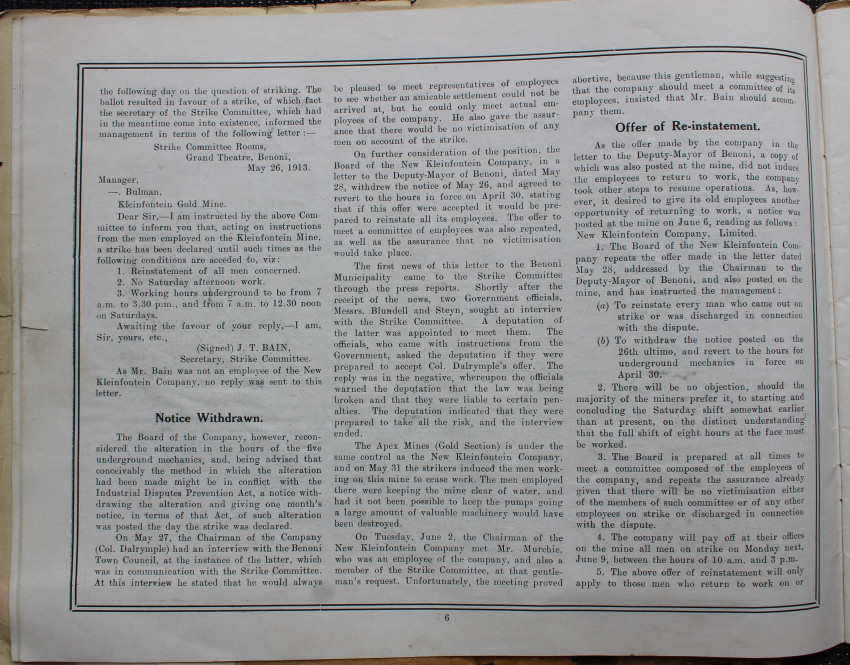 the following day on the question of striking. The
ballot resulted in favour of a strike, of which fact
the secretary of the Strike Committee, which had
in the meantime come into existence, informed the
management in terms of the following letter :—
Strike Committee Rooms,
Grand Theatre, Benoni,
May 26, 1913.
Manager,
—. Bulman,
Kleinfontein Gold Mine.
Dear Sir,—I am instructed by the above Com-
mittee to inform you that, acting on instructions
from the men employed on the Kleinfontein Mine,
a strike has been declared until such times as the
following conditions are acceded to, viz:
1. Reinstatement of all men concerned.
2. No Saturday afternoon work.
3. Working hours underground to be from 7
a.m. to 3.30 p.m., and from 7 a.m. to 12.30 noon
on Saturdays.
Awaiting the favour of your reply,—I am,
Sir, yours, etc.,
(Signed) J. T. BAIN,
Secretary, Strike Committee.
As Mr. Bain was not an employee of the New
Kleinfontein Company, no reply was sent to this
letter.
Notice Withdrawn.
The Board of the Company, however, recon-
sidered the alteration in the hours of the five
underground mechanics, and, being advised that
conceivably the method in which the alteration
had been made might be in conflict with the
Industrial Disputes Prevention Act, a notice with-
drawing the alteration and giving one month's
notice, in terms of that Act, of such alteration
was posted the day the strike was declared.
On May 27, the Chairman of the Company
(Col. Dalrymple) had an interview with the Benoni
Town Council, at the instance of the latter, which
was in communication with the Strike Committee.
At this interview he stated that he would always
be pleased to meet representatives of employees
to see whether an amicable settlement could not be
arrived at, but he could only meet actual em-
ployees of the company. He also gave the assur-
ance that there would be no victimisation of any
men on account of the strike.
On further consideration of the position, the
Board of the New Kleinfontein Company, in a
letter to the Deputy-Mayor of Benoni, dated May
28, withdrew the notice of May 26, and agreed to
revert to the hours in force on April 30, stating
that if this offer were accepted it would be pre-
pared to reinstate all its employees. The offer to
meet a committee of employees was also repeated,
as well as the assurance that no victimisation
would take place.
The first news of this letter to the Benoni
Municipality came to the Strike Committee
through the press reports. Shortly after the
receipt of the news, two Government officials,
Messrs. Blundell and Steyn, sought an interview
with the Strike Committee. A deputation of
the latter was appointed to meet them. The
officials, who came with instructions from the
Government, asked the deputation if they were
prepared to accept Col. Dalrymple's offer. The
reply was in the negative, whereupon the officials
warned the deputation that the law was being
broken and that they were liable to certain pen-
alties. The deputation indicated that they were
prepared to take all the risk, and the interview
ended.
The Apex Mines (Gold Section) is under the
same control as the New Kleinfontein Company,
and on May 31 the strikers induced the men work-
ing on this mine to cease work. The men employed
there were keeping the mine clear of water, and
had it not been possible to keep the pumps going
a large amount of valuable machinery would have
been destroyed.
On Tuesday, June 2, the Chairman of the
New Kleinfontein Company met Mr. Murchie,
who was an employee of the company, and also a
member of the Strike Committee, at that gentle-
man's request. Unfortunately, the meeting proved
abortive, because this gentleman, while suggesting
that the company should meet a committee of its
employees, insisted that Mr. Bain should accom-
pany them.
Offer of Re-instatement.
As the offer made by the company in the
letter to the Deputy-Mayor of Benoni, a copy of
which was also posted at the mine, did not induce
the employees to return to work, the company
took other steps to resume operations. As, how-
ever, it desired to give its old employees another
opportunity of returning to work, a notice was
posted at the mine on June 6, reading as follows:
New Kleinfontein Company, Limited.
1. The Board of the New Kleinfontein Com-
pany repeats the offer made in the letter dated
May 28, addressed by the Chairman to the
Deputy-Mayor of Benoni, and also posted on the
mine, and has instructed the management:
(a) To reinstate every man who came out on
strike or was discharged in connection
with the dispute.
(b) To withdraw the notice posted on the
26th ultimo, and revert to the hours for
underground mechanics in force on
April 30.
2. There will be no objection, should the
majority of the miners prefer it, to starting and
concluding the Saturday shift somewhat earlier
than at present, on the distinct understanding
that the full shift of eight hours at the face must
be worked.
3. The Board is prepared at all times to
meet a committee composed of the employees of
the company, and repeats the assurance already
given that there will be no victimisation either
of the members of such committee or of any other
employees on strike or discharged in connection
with the dispute.
4. The company will pay off at their offices
on the mine all men on strike on Monday next,
June 9, between the hours of 10 a.m. and 3 p.m.
5. The above offer of reinstatement will only
apply to those men who return to work on or
6